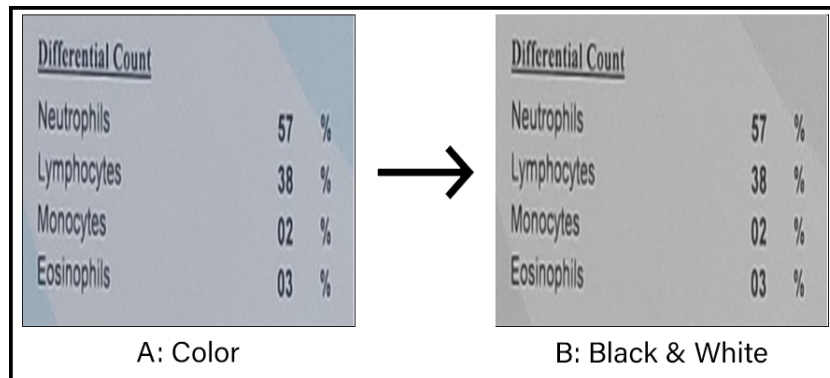 Differential Count
Neutrophils 57 %
Lymphocytes 38 %
Monocytes 02 %
Eosinophils 03 %
A: Color
Differential Count
Neutrophils 57 %
Lymphocytes 38 %
Monocytes 02 %
Eosinophils 03 %
B: Black & White